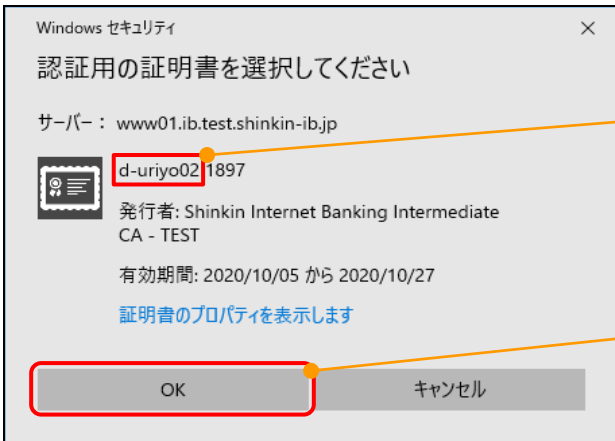 Windows セキュリティ
認証用の証明書を選択してください
サーバー： www01.ib.test.shinkin-ib.jp
d-uriyo02 1897
発行者: Shinkin Internet Banking Intermediate
CA - TEST
有効期間: 2020/10/05 から 2020/10/27
証明書のプロパティを表示します
OK
キャンセル